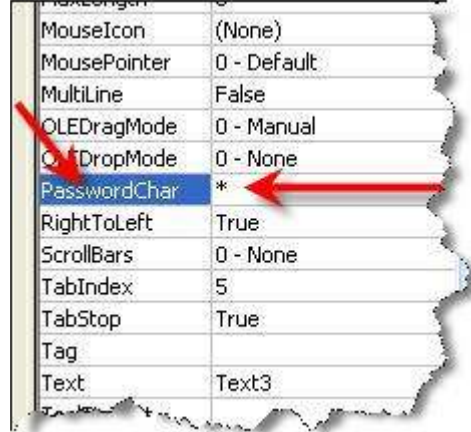 MouseIcon (None)
MousePointer 0 - Default
MultiLine False
OLEDragMode 0 - Manual
OLEDropMode 0 - None
PasswordChar *
RightToLeft True
ScrollBars 0 - None
TabIndex 5
TabStop True
Tag
Text Text3